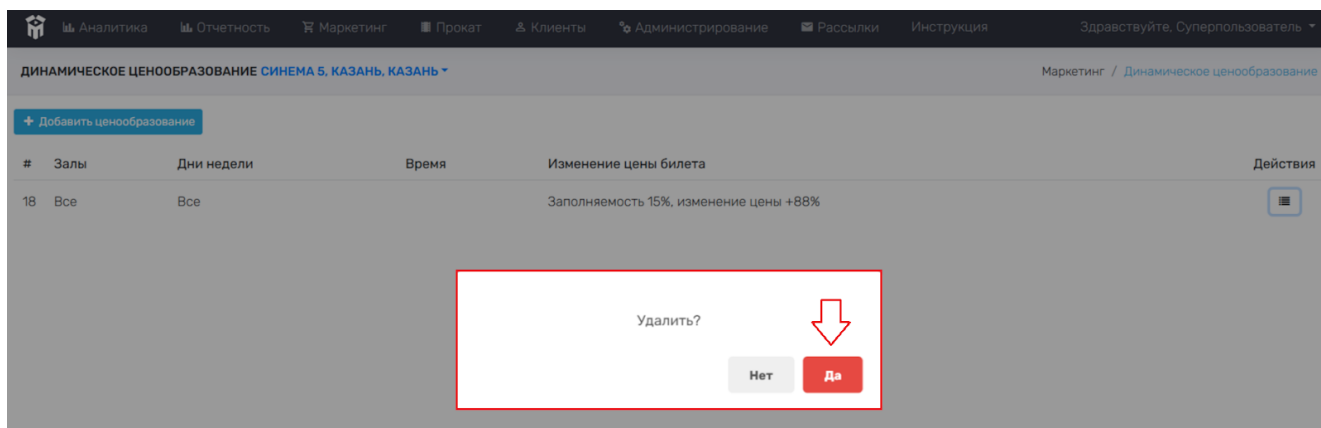 Аналитика Отчетность Маркетинг Прокат Клиенты Администрирование Рассылки Инструкция Здравствуйте, Суперпользователь
ДИНАМИЧЕСКОЕ ЦЕНООБРАЗОВАНИЕ СИНЕМА 5, КАЗАНЬ, КАЗАНЬ Маркетинг / Динамическое ценообразование
+ Добавить ценообразование
# Залы Дни недели Время Изменение цены билета Действия
18 Все Все Заполняемость 15%, изменение цены +88%
Удалить?
Нет Да